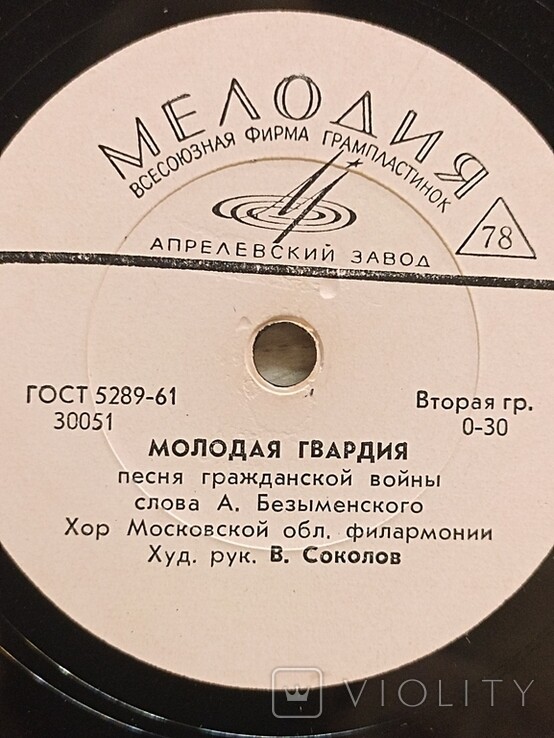 МЕЛОДИЯ
ВСЕСОЮЗНАЯ ФИРМА ГРАМПЛАСТИНОК
АПРЕЛЕВСКИЙ ЗАВОД
78
ГОСТ 5289-61
30051
Вторая гр.
0-30
МОЛОДАЯ ГВАРДИЯ
песня гражданской войны
слова А. Безыменского
Хор Московской обл. филармонии
Худ. рук. В. Соколов
VIOLITY